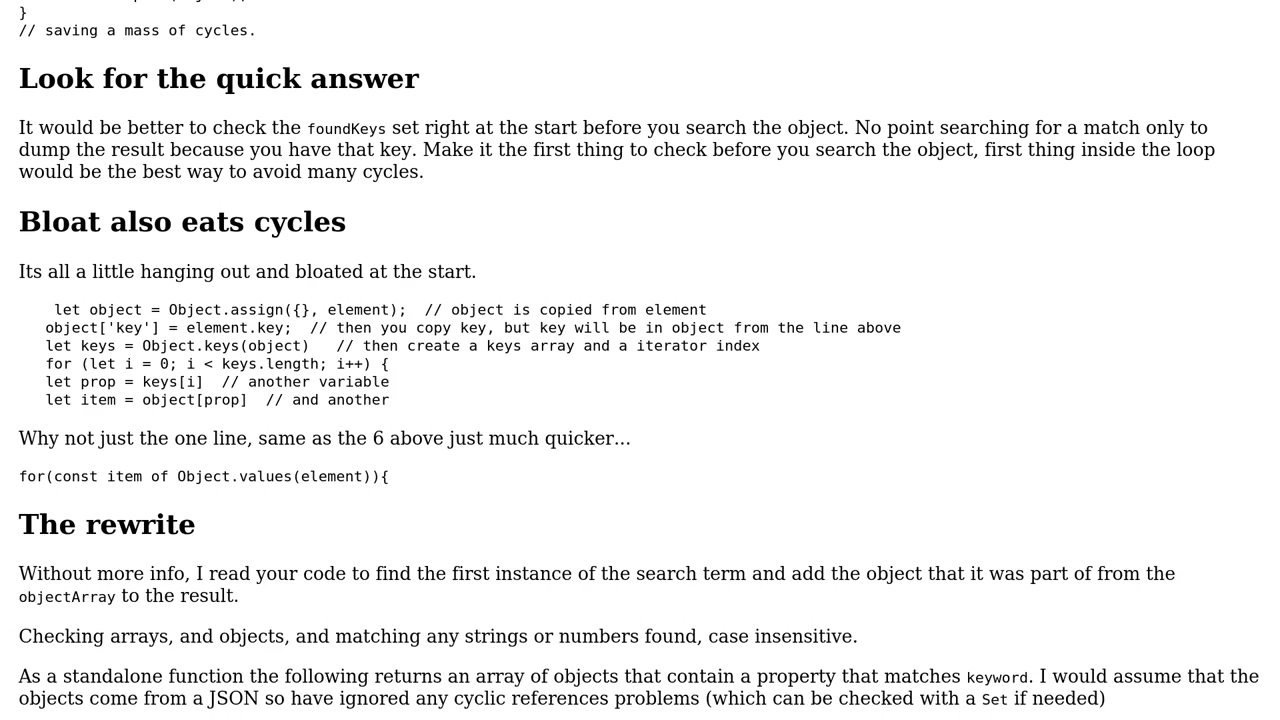 }
// saving a mass of cycles.
Look for the quick answer
It would be better to check the foundKeys set right at the start before you search the object. No point searching for a match only to
dump the result because you have that key. Make it the first thing to check before you search the object, first thing inside the loop
would be the best way to avoid many cycles.
Bloat also eats cycles
Its all a little hanging out and bloated at the start.
let object = Object.assign({}, element);  // object is copied from element
object['key'] = element.key;  // then you copy key, but key will be in object from the line above
let keys = Object.keys(object)   // then create a keys array and a iterator index
for (let i = 0; i < keys.length; i++) {
let prop = keys[i]  // another variable
let item = object[prop]  // and another
Why not just the one line, same as the 6 above just much quicker...
for(const item of Object.values(element)){
The rewrite
Without more info, I read your code to find the first instance of the search term and add the object that it was part of from the
objectArray to the result.
Checking arrays, and objects, and matching any strings or numbers found, case insensitive.
As a standalone function the following returns an array of objects that contain a property that matches keyword. I would assume that the
objects come from a JSON so have ignored any cyclic references problems (which can be checked with a Set if needed)